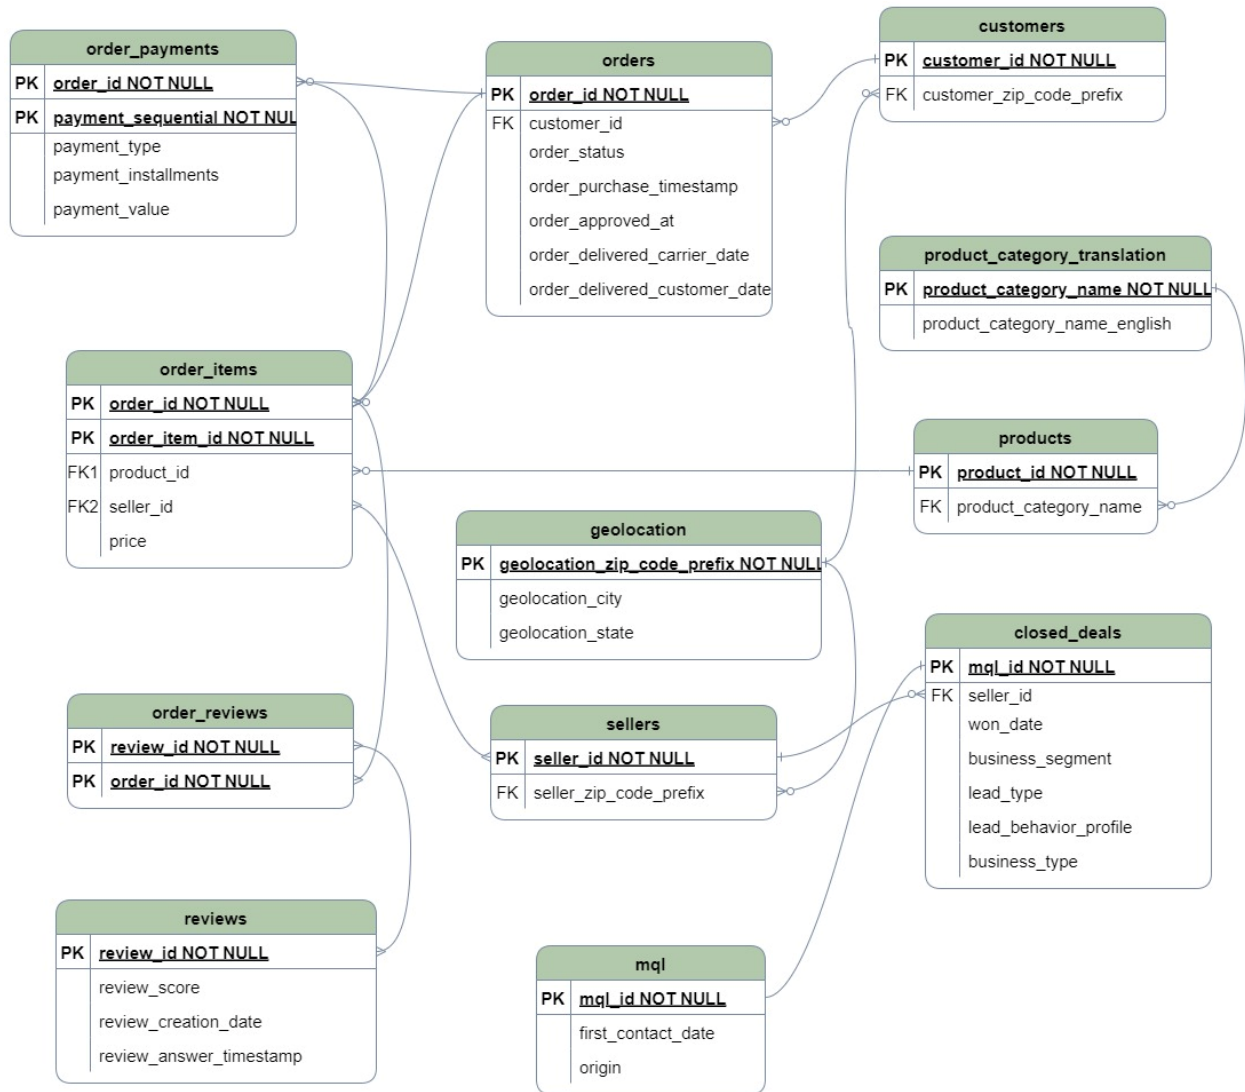 order_payments
PK order_id NOT NULL
PK payment_sequential NOT NUL
payment_type
payment_installments
payment_value
orders
PK order_id NOT NULL
FK customer_id
order_status
order_purchase_timestamp
order_approved_at
order_delivered_carrier_date
order_delivered_customer_date
customers
PK customer_id NOT NULL
FK customer_zip_code_prefix
product_category_translation
PK product_category_name NOT NULL
product_category_name_english
order_items
PK order_id NOT NULL
PK order_item_id NOT NULL
FK1 product_id
FK2 seller_id
price
products
PK product_id NOT NULL
FK product_category_name
geolocation
PK geolocation_zip_code_prefix NOT NULL
geolocation_city
geolocation_state
closed_deals
PK mql_id NOT NULL
FK seller_id
won_date
business_segment
lead_type
lead_behavior_profile
business_type
order_reviews
PK review_id NOT NULL
PK order_id NOT NULL
sellers
PK seller_id NOT NULL
FK seller_zip_code_prefix
reviews
PK review_id NOT NULL
review_score
review_creation_date
review_answer_timestamp
mql
PK mql_id NOT NULL
first_contact_date
origin